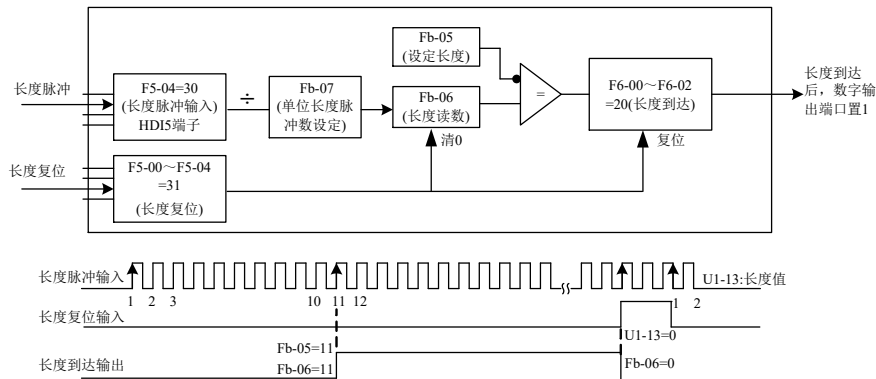 长度脉冲
F5-04=30
(长度脉冲输入)
HDI5端子
÷
Fb-07
(单位长度脉
冲数设定)
Fb-05
(设定长度)
Fb-06
(长度读数)
清0
=
F6-00～F6-02
=20(长度到达)
复位
长度到达
后，数字输
出端口置1
长度复位
F5-00～F5-04
=31
(长度复位)
长度脉冲输入
1 2 3 10 11 12 1 2
U1-13:长度值
长度复位输入
U1-13=0
长度到达输出
Fb-05=11
Fb-06=11
Fb-06=0